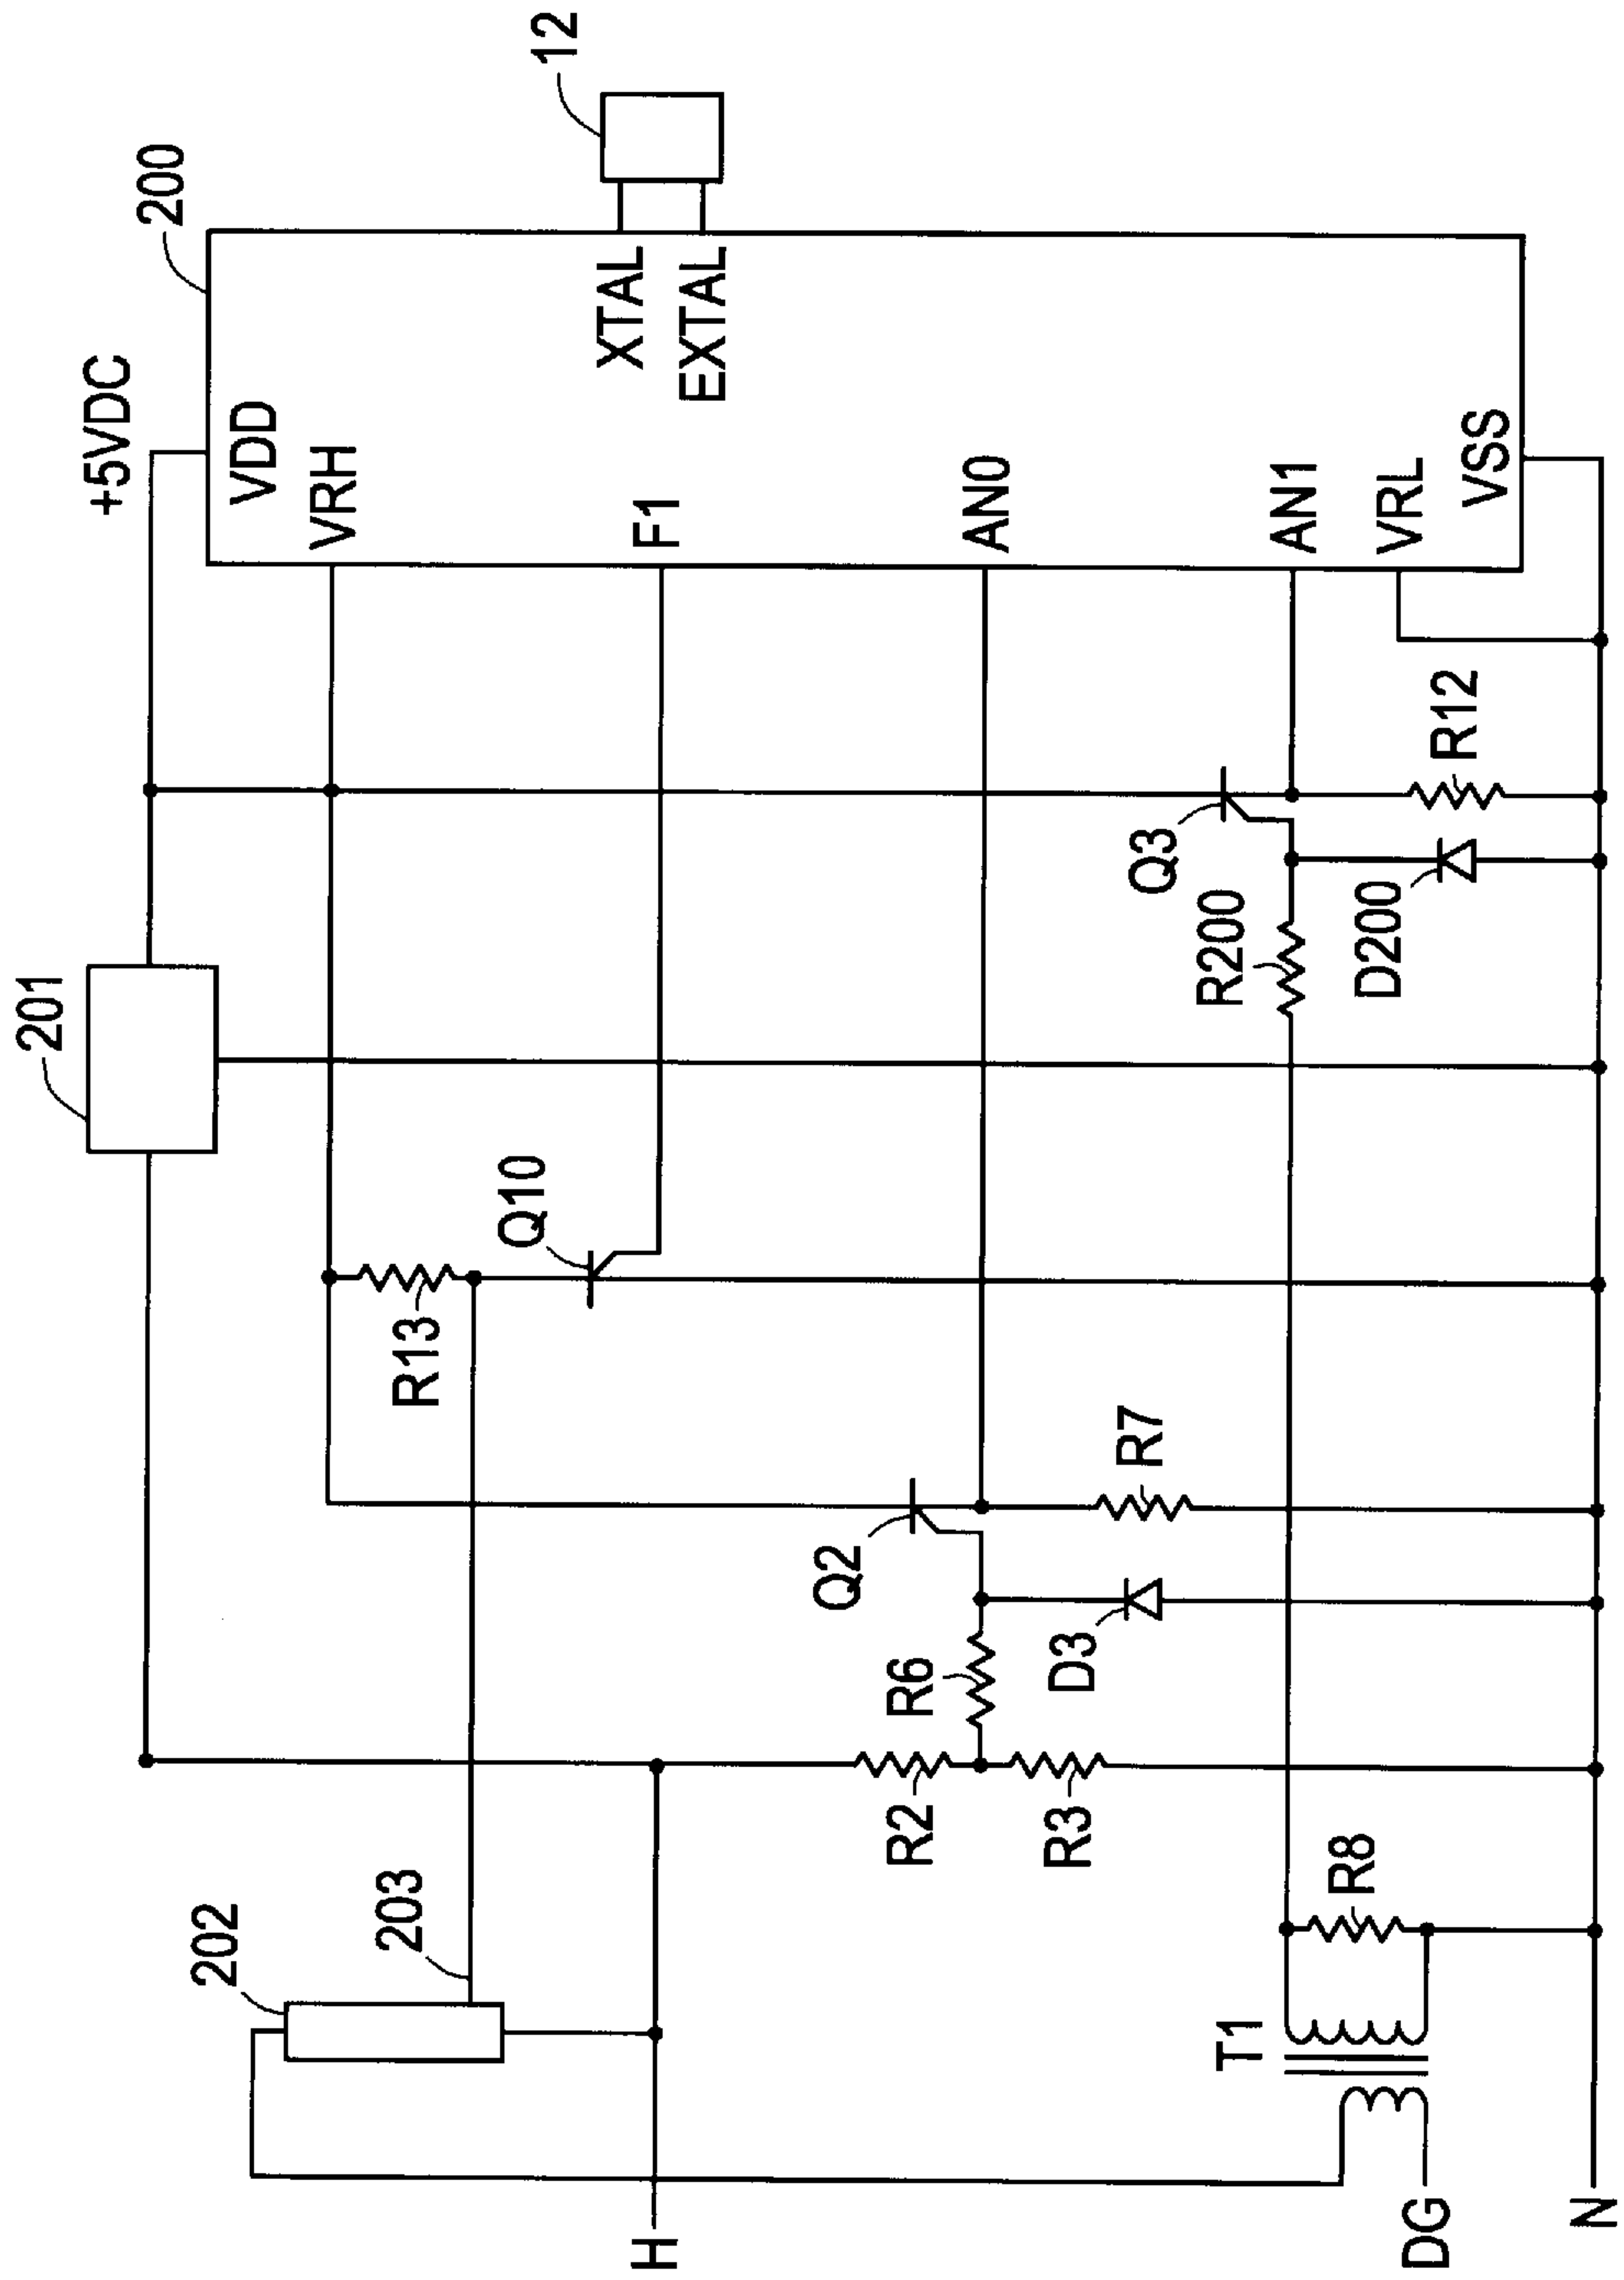 +5VDC
201
200
12
VDD
VRH
F1
XTAL
EXTAL
AN0
AN1
VRL
VSS
202
203
R13
Q10
Q2
R6
D3
R7
Q3
R200
D200
R12
R2
R3
R8
T1
H
DG
N